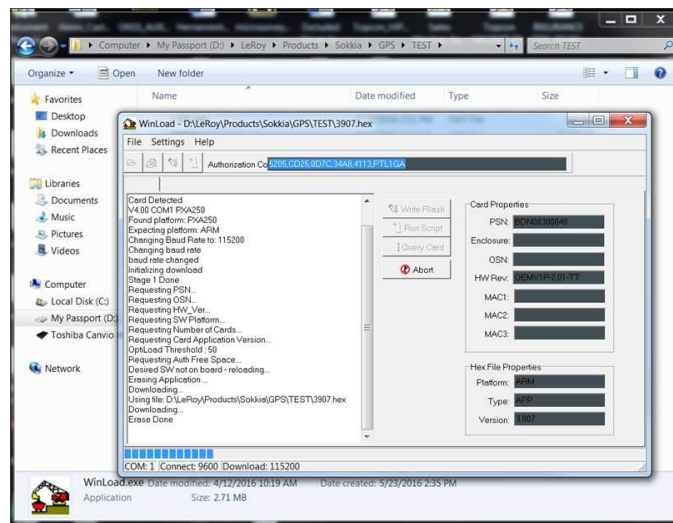 Computer ▸ My Passport (D:) ▸ LeRoy ▸ Products ▸ Sokkia ▸ GPS ▸ TEST ▸
Search TEST
Organize
Open
New folder
Name
Date modified
Type
Size
Favorites
Desktop
Downloads
Recent Places
Libraries
Documents
Music
Pictures
Videos
Computer
Local Disk (C:)
My Passport (D:)
Toshiba Canvio
Network
WinLoad - D:\LeRoy\Products\Sokkia\GPS\TEST\3907.hex
File Settings Help
Authorization Co 5205,CD25,0D7C,34A8,4113,PTL1GA
Card Detected
V4.00 COM1 PXA250
Found platform: PXA250
Expecting platform: ARM
Changing Baud Rate to: 115200
Changing baud rate
baud rate changed
Initializing download
Stage 1 Done
Requesting PSN...
Requesting OSN...
Requesting HW_Ver...
Requesting SW Platform...
Requesting Number of Cards...
Requesting Card Application Version...
OptiLoad Threshold : 50
Requesting Auth Free Space...
Desired SW not on board - reloading...
Erasing Application ...
Downloading...
Using file: D:\LeRoy\Products\Sokkia\GPS\TEST\3907.hex
Downloading...
Erase Done
Write Flash
Run Script
Query Card
Abort
Card Properties
PSN:
Enclosure:
OSN:
HW Rev: OEMV1P-2.01-TT
MAC1:
MAC2:
MAC3:
Hex File Properties
Platform: ARM
Type: APP
Version: 3.907
COM: 1 Connect: 9600 Download: 115200
WinLoad.exe Date modified: 4/12/2016 10:19 AM Date created: 5/23/2016 2:35 PM
Application Size: 2.71 MB